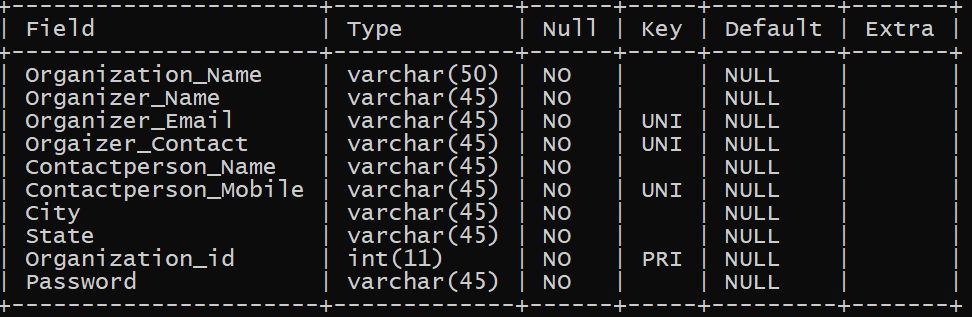 +----------------------+-------------+------+-----+---------+-------+
| Field                | Type        | Null | Key | Default | Extra |
+----------------------+-------------+------+-----+---------+-------+
| Organization_Name    | varchar(50) | NO   |     | NULL    |       |
| Organizer_Name       | varchar(45) | NO   |     | NULL    |       |
| Organizer_Email      | varchar(45) | NO   | UNI | NULL    |       |
| Orgaizer_Contact     | varchar(45) | NO   | UNI | NULL    |       |
| Contactperson_Name   | varchar(45) | NO   |     | NULL    |       |
| Contactperson_Mobile | varchar(45) | NO   | UNI | NULL    |       |
| City                 | varchar(45) | NO   |     | NULL    |       |
| State                | varchar(45) | NO   |     | NULL    |       |
| Organization_id      | int(11)     | NO   | PRI | NULL    |       |
| Password             | varchar(45) | NO   |     | NULL    |       |
+----------------------+-------------+------+-----+---------+-------+